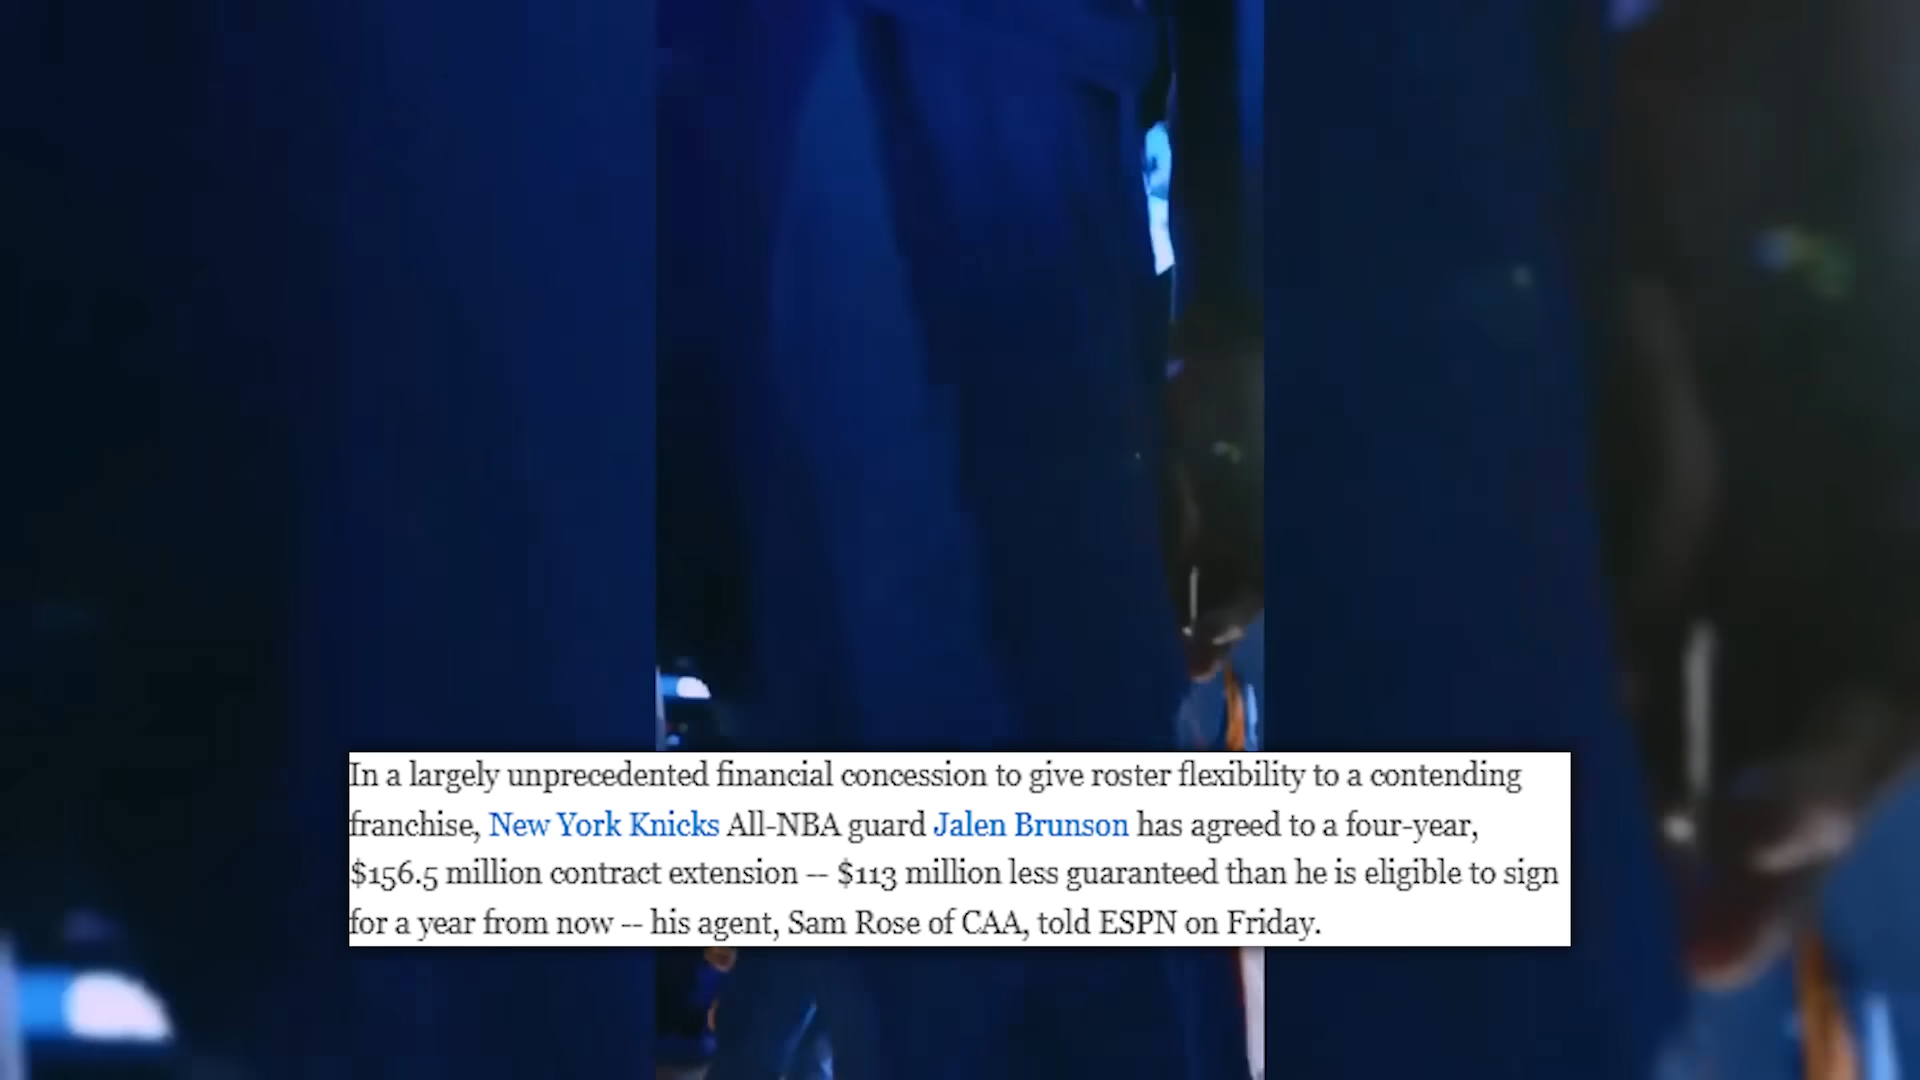 In a largely unprecedented financial concession to give roster flexibility to a contending
franchise, New York Knicks All-NBA guard Jalen Brunson has agreed to a four-year,
$156.5 million contract extension -- $113 million less guaranteed than he is eligible to sign
for a year from now -- his agent, Sam Rose of CAA, told ESPN on Friday.